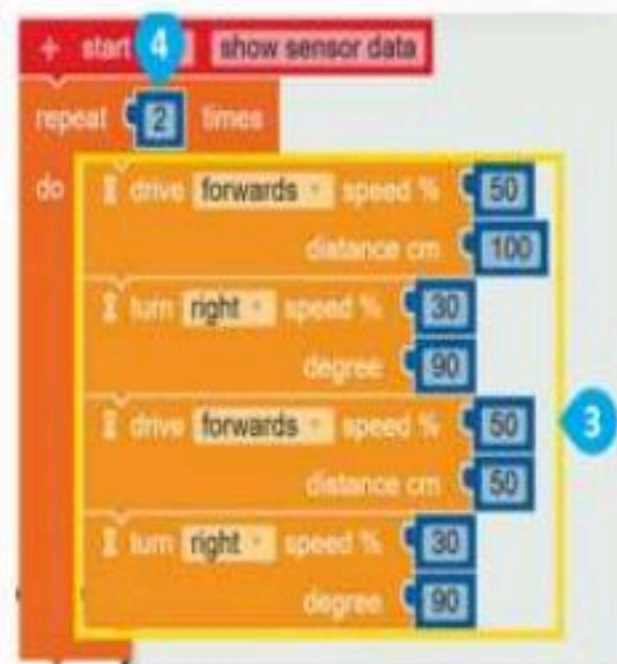 + start 4 show sensor data
repeat 2 times
do drive forwards speed % 50
distance cm 100
turn right speed % 30
degree 90
drive forwards speed % 50
3
distance cm 50
turn right speed % 30
degree 90